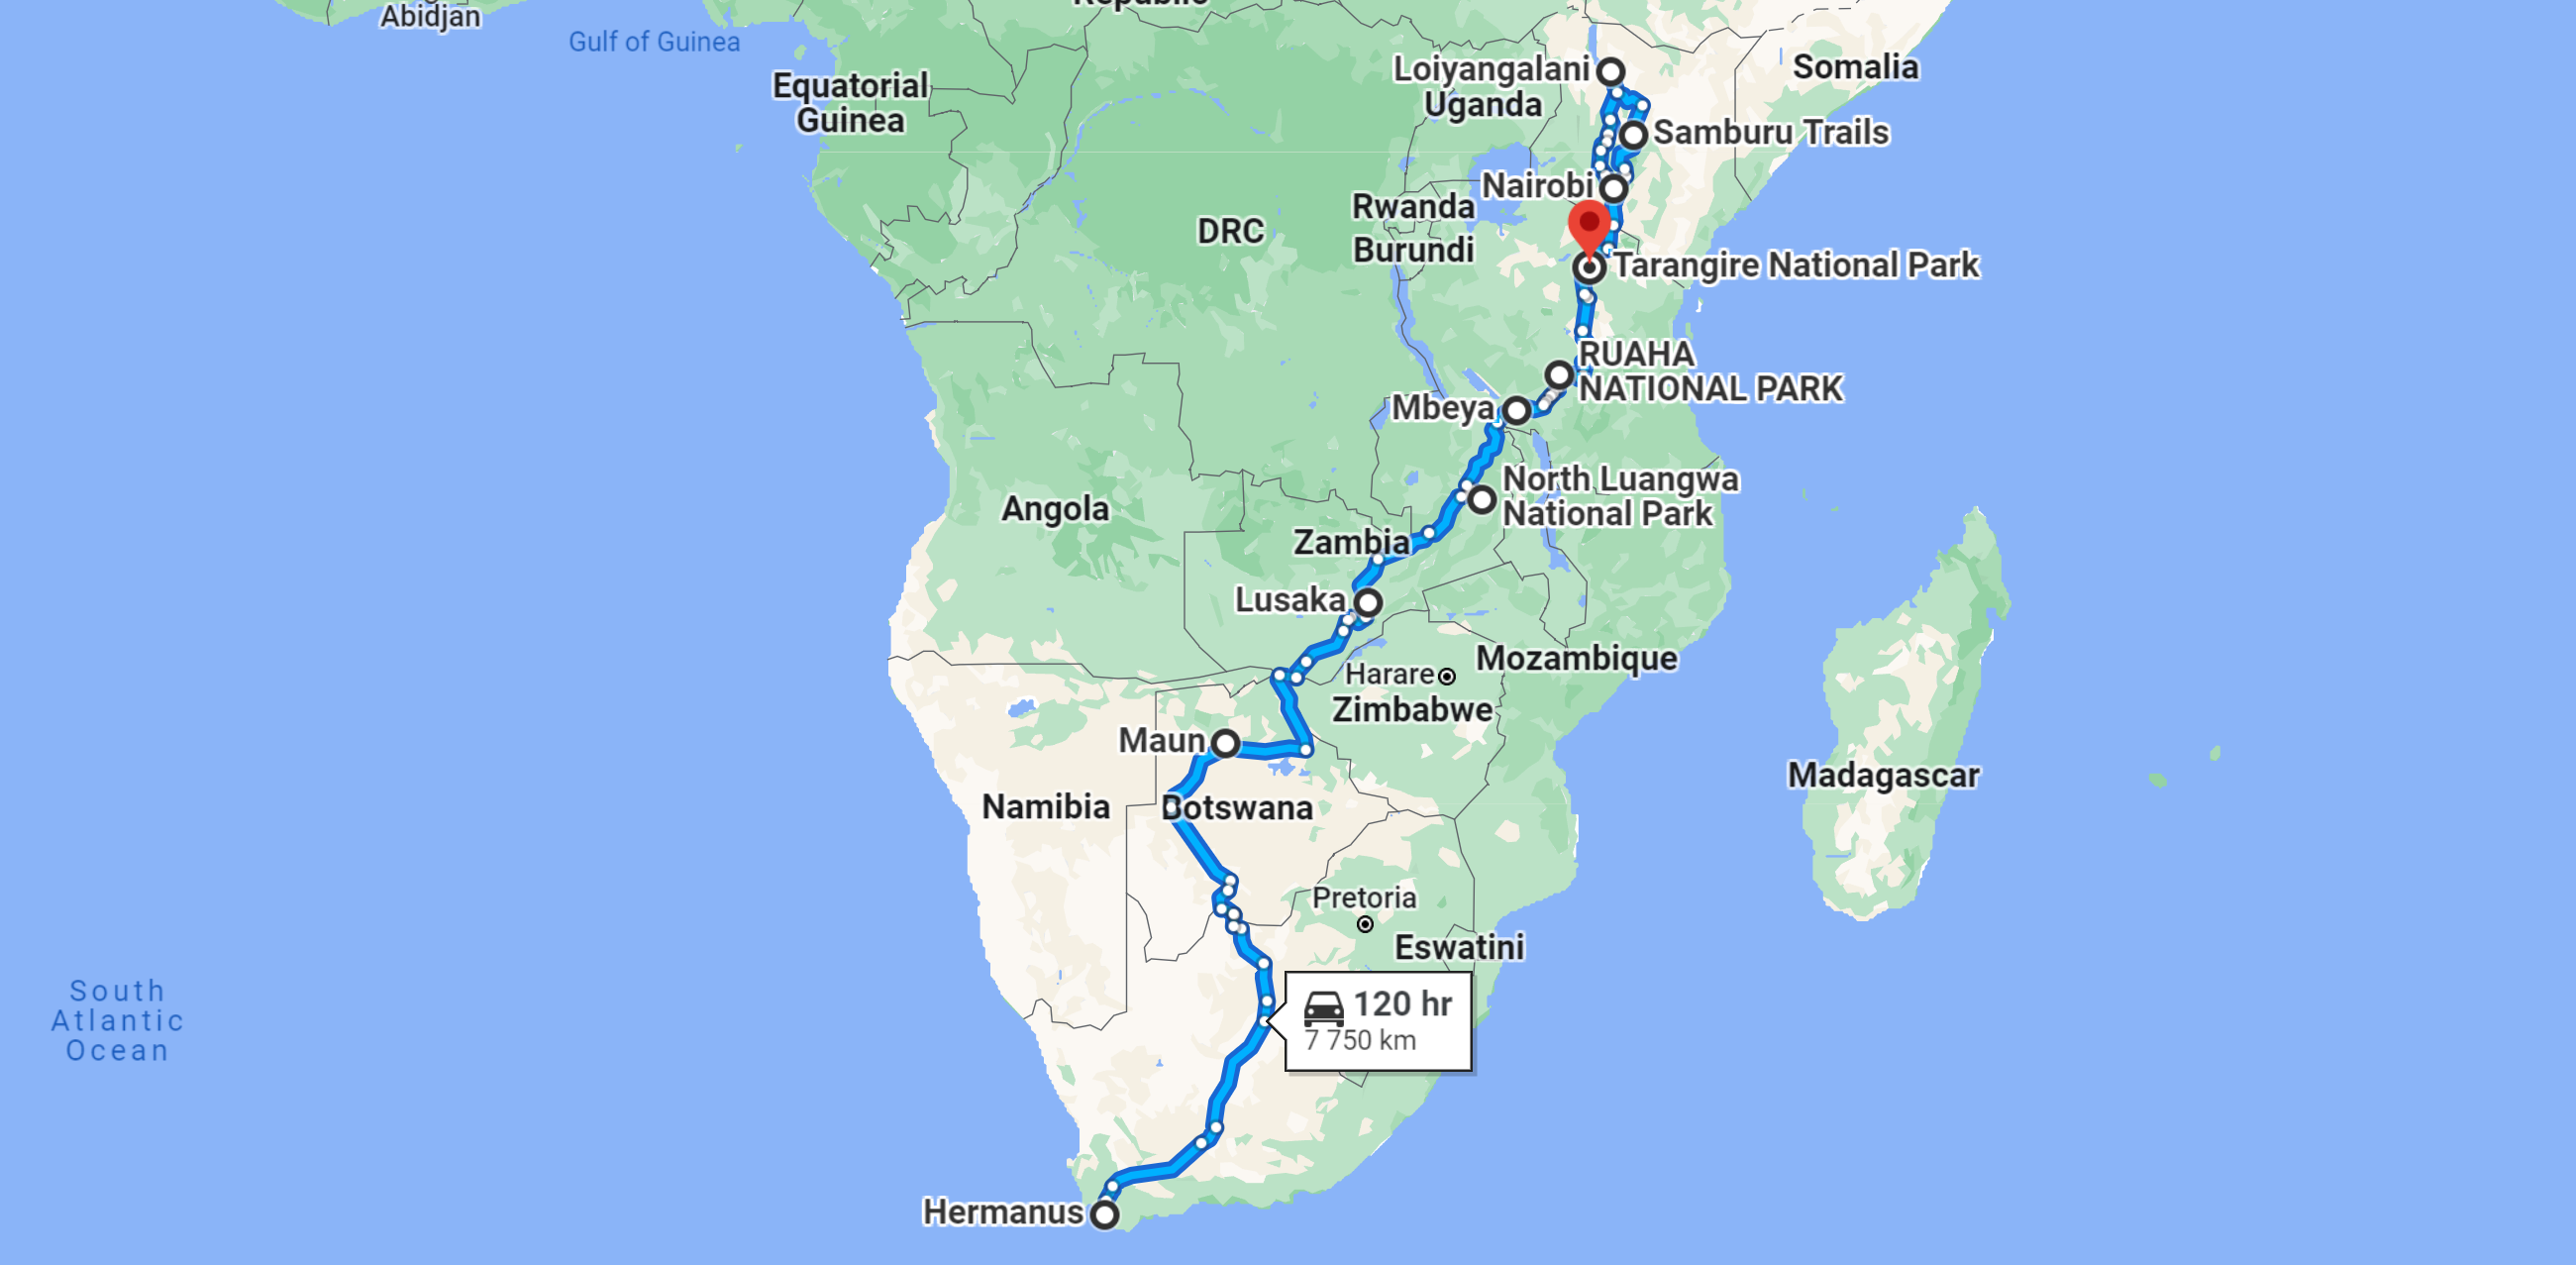 Abidjan
Gulf of Guinea
Republic
Equatorial
Guinea
Loiyangalani
Uganda
Somalia
Samburu Trails
Nairobi
Rwanda
DRC
Burundi
Tarangire National Park
RUAHA
NATIONAL PARK
Mbeya
North Luangwa
National Park
Angola
Zambia
Lusaka
Harare
Mozambique
Zimbabwe
Maun
Madagascar
Namibia
Botswana
Pretoria
Eswatini
South
Atlantic
Ocean
120 hr
7 750 km
Hermanus